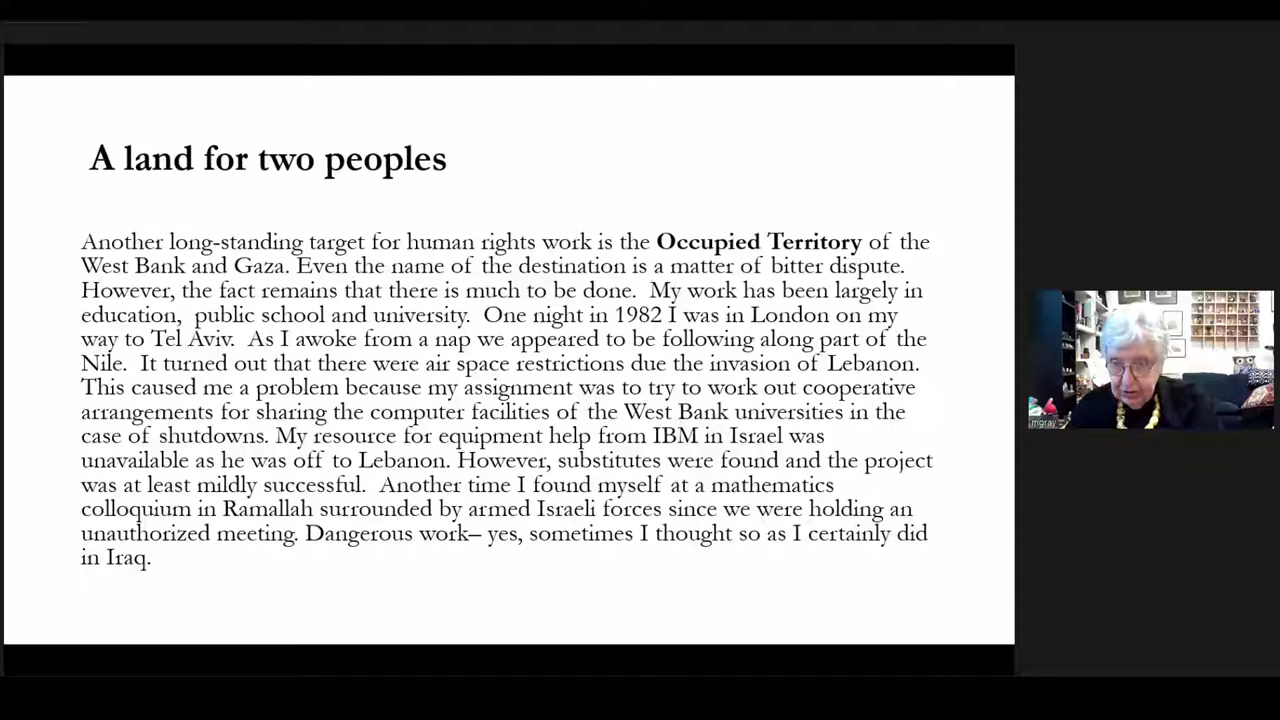 A land for two peoples
Another long-standing target for human rights work is the Occupied Territory of the
West Bank and Gaza. Even the name of the destination is a matter of bitter dispute.
However, the fact remains that there is much to be done. My work has been largely in
education, public school and university. One night in 1982 I was in London on my
way to Tel Aviv. As I awoke from a nap we appeared to be following along part of the
Nile. It turned out that there were air space restrictions due the invasion of Lebanon.
This caused me a problem because my assignment was to try to work out cooperative
arrangements for sharing the computer facilities of the West Bank universities in the
case of shutdowns. My resource for equipment help from IBM in Israel was
unavailable as he was off to Lebanon. However, substitutes were found and the project
was at least mildly successful. Another time I found myself at a mathematics
colloquium in Ramallah surrounded by armed Israeli forces since we were holding an
unauthorized meeting. Dangerous work– yes, sometimes I thought so as I certainly did
in Iraq.
mgray